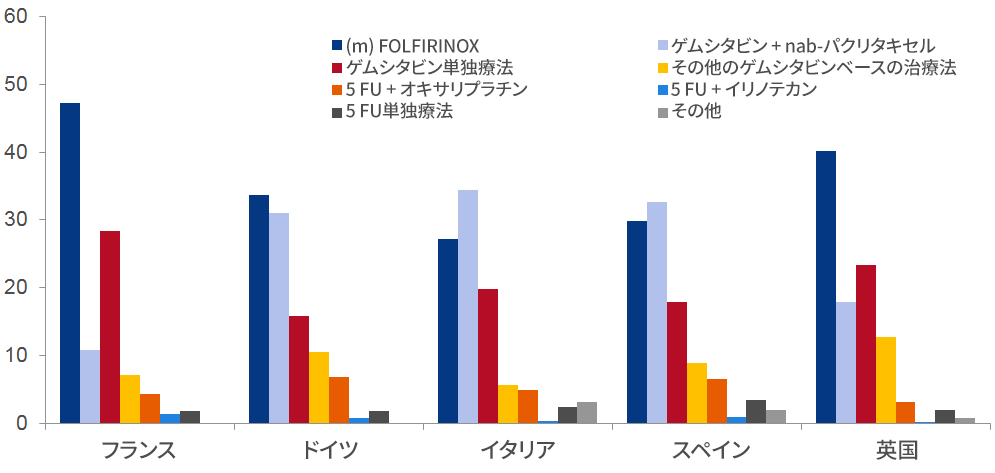 60
50
40
30
20
10
0
(m) FOLFIRINOX
ゲムシタビン + nab-パクリタキセル
ゲムシタビン単独療法
その他のゲムシタビンベースの治療法
5 FU + オキサリプラチン
5 FU + イリノテカン
5 FU単独療法
その他
フランス
ドイツ
イタリア
スペイン
英国